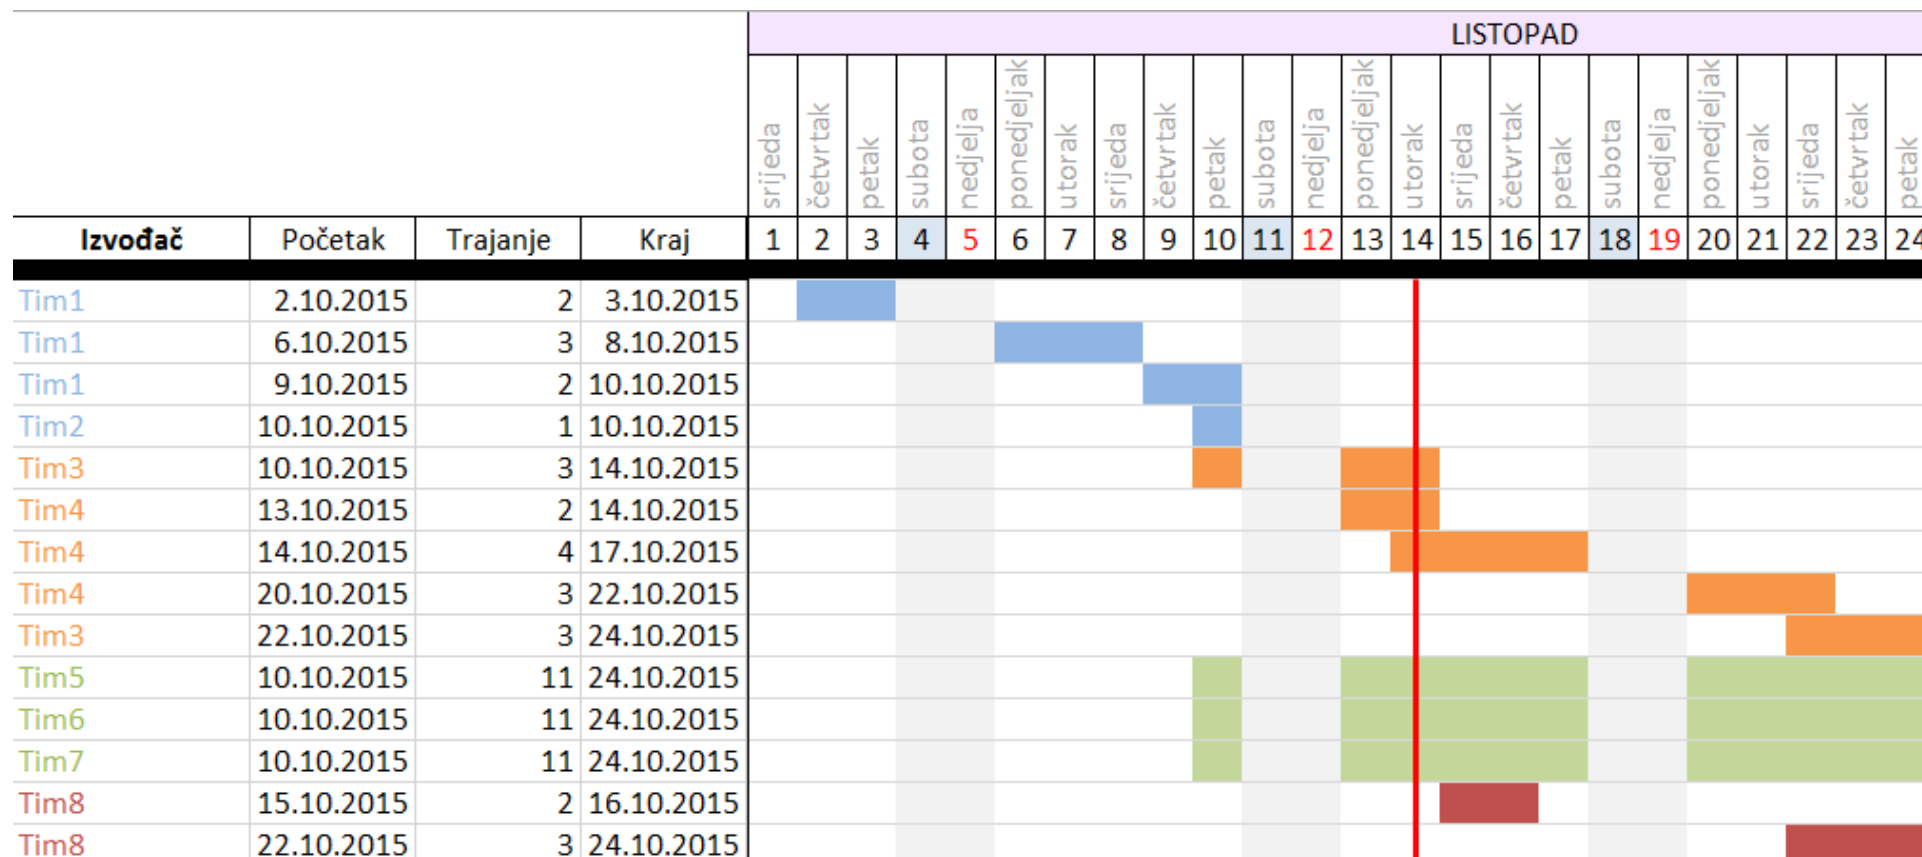 LISTOPAD
srijeda četvrtak petak subota nedjelja ponedjeljak utorak srijeda četvrtak petak subota nedjelja ponedjeljak utorak srijeda četvrtak petak subota nedjelja ponedjeljak utorak srijeda četvrtak petak
Izvođač Početak Trajanje Kraj 1 2 3 4 5 6 7 8 9 10 11 12 13 14 15 16 17 18 19 20 21 22 23 24
Tim1 2.10.2015 2 3.10.2015
Tim1 6.10.2015 3 8.10.2015
Tim1 9.10.2015 2 10.10.2015
Tim2 10.10.2015 1 10.10.2015
Tim3 10.10.2015 3 14.10.2015
Tim4 13.10.2015 2 14.10.2015
Tim4 14.10.2015 4 17.10.2015
Tim4 20.10.2015 3 22.10.2015
Tim3 22.10.2015 3 24.10.2015
Tim5 10.10.2015 11 24.10.2015
Tim6 10.10.2015 11 24.10.2015
Tim7 10.10.2015 11 24.10.2015
Tim8 15.10.2015 2 16.10.2015
Tim8 22.10.2015 3 24.10.2015